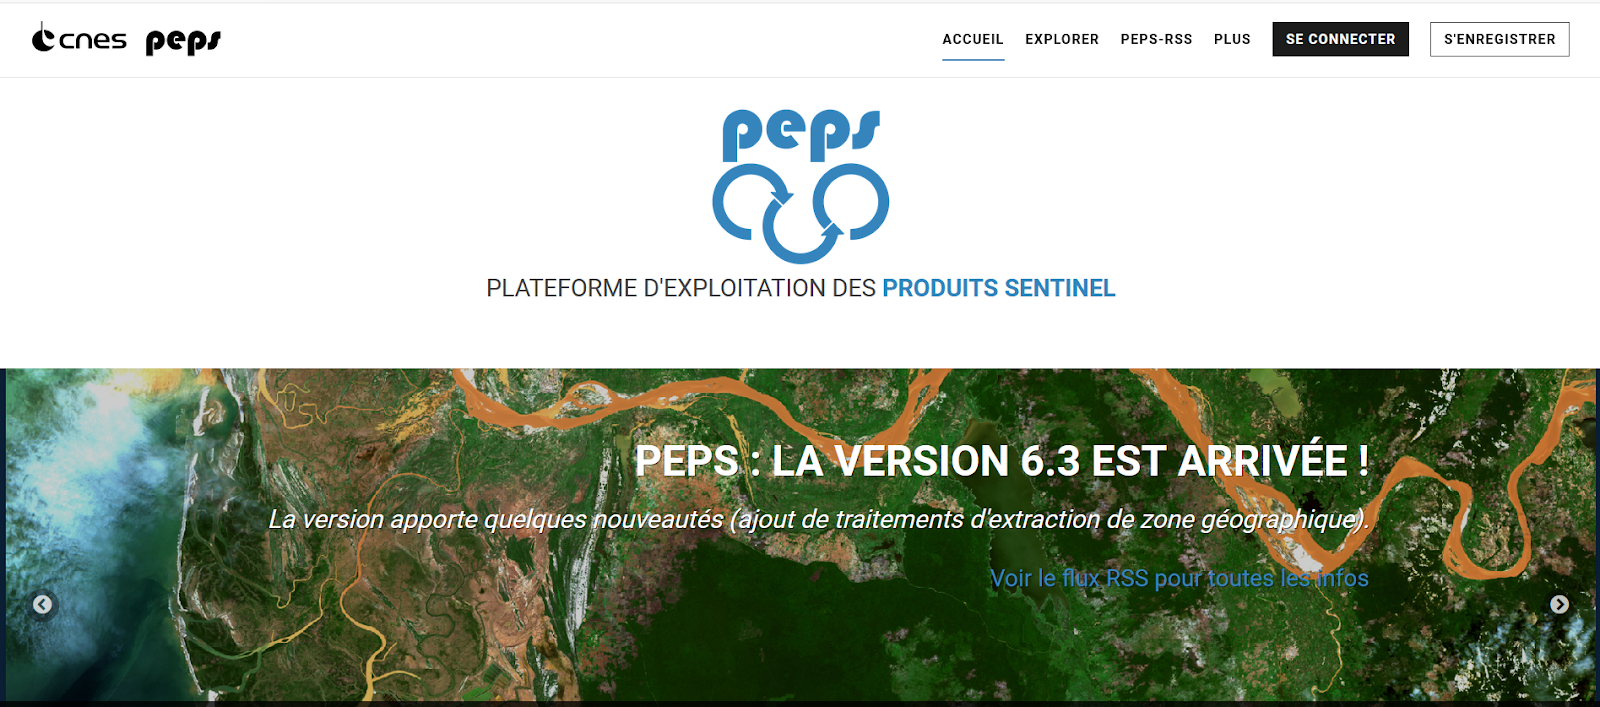 cnes peps
ACCUEIL EXPLORER PEPS-RSS PLUS SE CONNECTER S'ENREGISTRER
peps
PLATEFORME D'EXPLOITATION DES PRODUITS SENTINEL
PEPS : LA VERSION 6.3 EST ARRIVÉE !
La version apporte quelques nouveautés (ajout de traitements d'extraction de zone géographique).
Voir le flux RSS pour toutes les infos